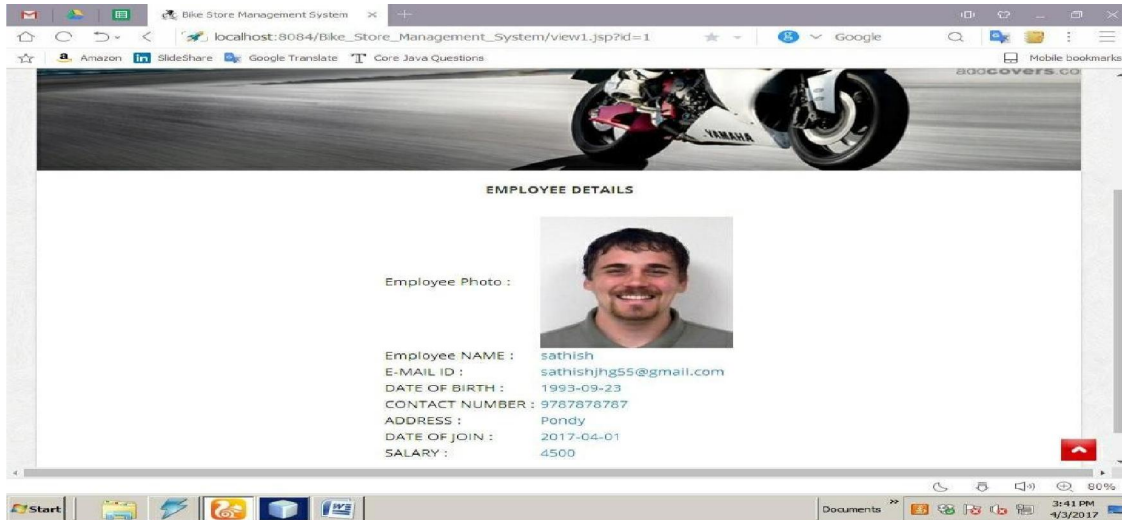 Bike Store Management System
localhost:8084/Bike_Store_Management_System/view1.jsp?id=1
Google
Amazon
SlideShare
Google Translate
Core Java Questions
Mobile bookmarks
YAMAHA
EMPLOYEE DETAILS
Employee Photo :
Employee NAME : sathish
E-MAIL ID : sathishjhg55@gmail.com
DATE OF BIRTH : 1993-09-23
CONTACT NUMBER : 9787878787
ADDRESS : Pondy
DATE OF JOIN : 2017-04-01
SALARY : 4500
80%
Start
Documents
3:41 PM
4/3/2017